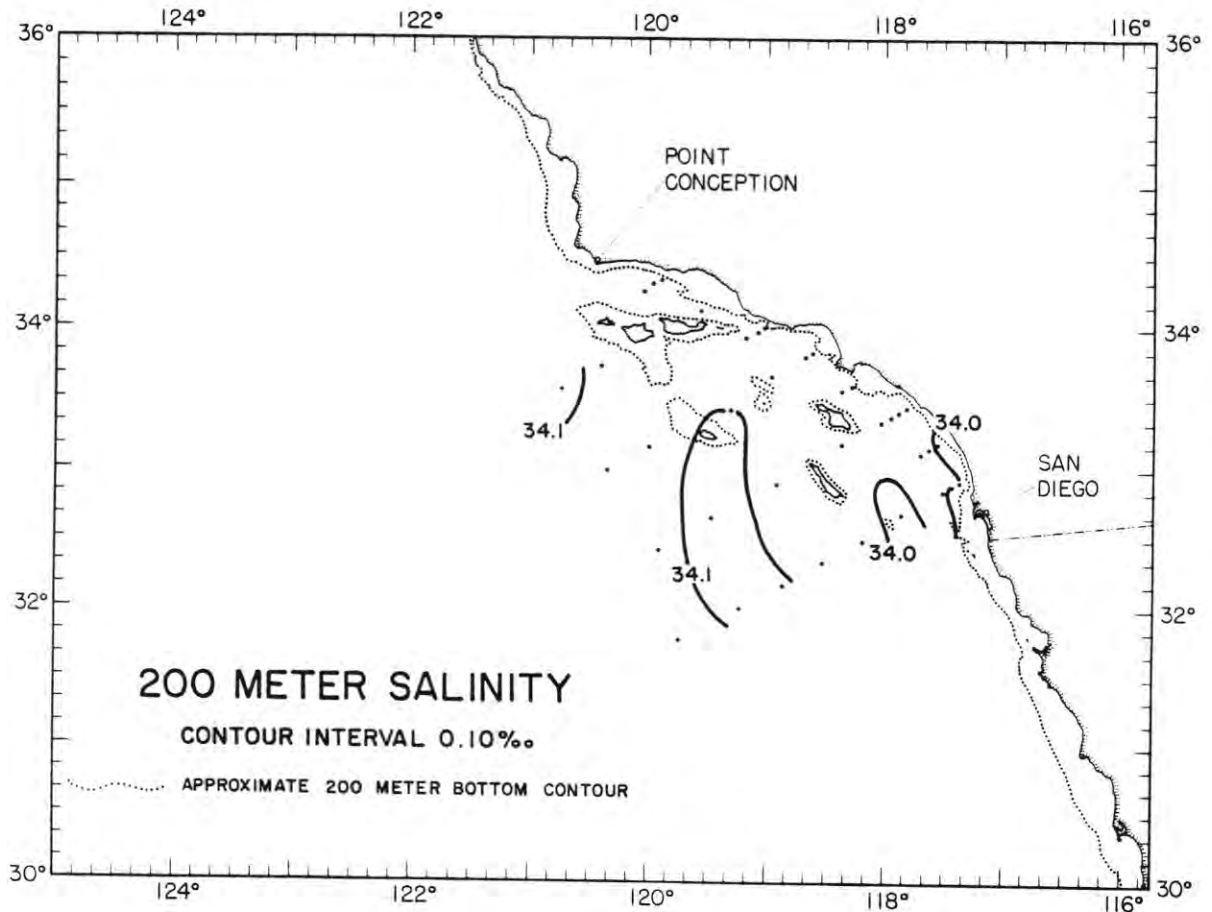 124° 122° 120° 118° 116°
36° 36°
POINT
CONCEPTION
34° 34°
34.1
34.0
SAN
DIEGO
34.0
34.1
32° 32°
200 METER SALINITY
CONTOUR INTERVAL 0.10‰
APPROXIMATE 200 METER BOTTOM CONTOUR
30° 30°
124° 122° 120° 118° 116°